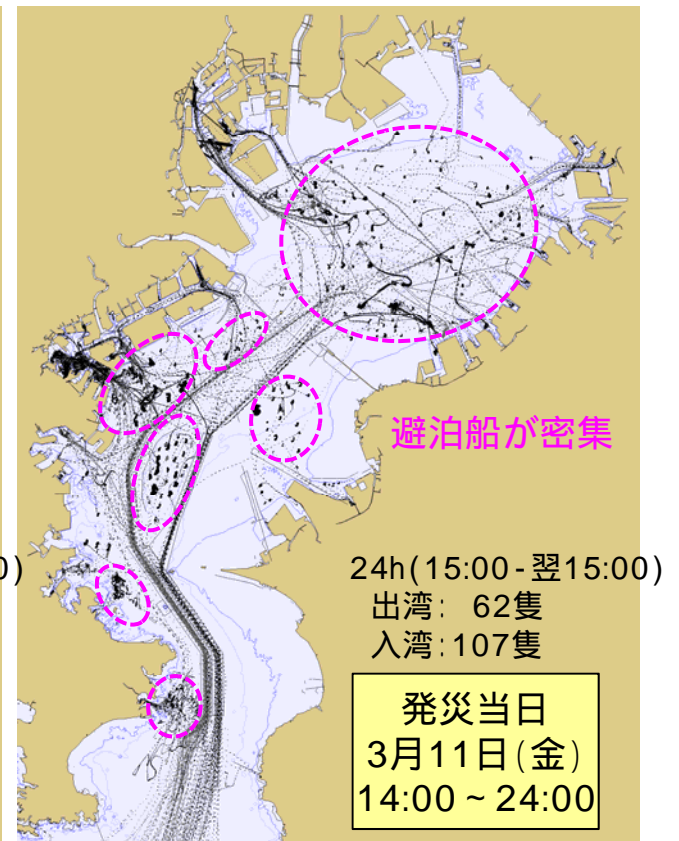 避泊船が密集
0)
24h(15:00-翌15:00)
出湾: 62隻
入湾:107隻
発災当日
3月11日(金)
14:00~24:00